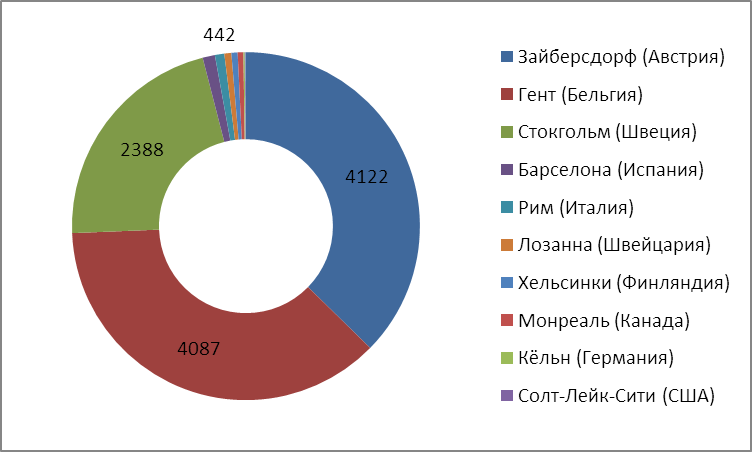 442
2388
4122
4087
Зайберсдорф (Австрия)
Гент (Бельгия)
Стокгольм (Швеция)
Барселона (Испания)
Рим (Италия)
Лозанна (Швейцария)
Хельсинки (Финляндия)
Монреаль (Канада)
Кёльн (Германия)
Солт-Лейк-Сити (США)